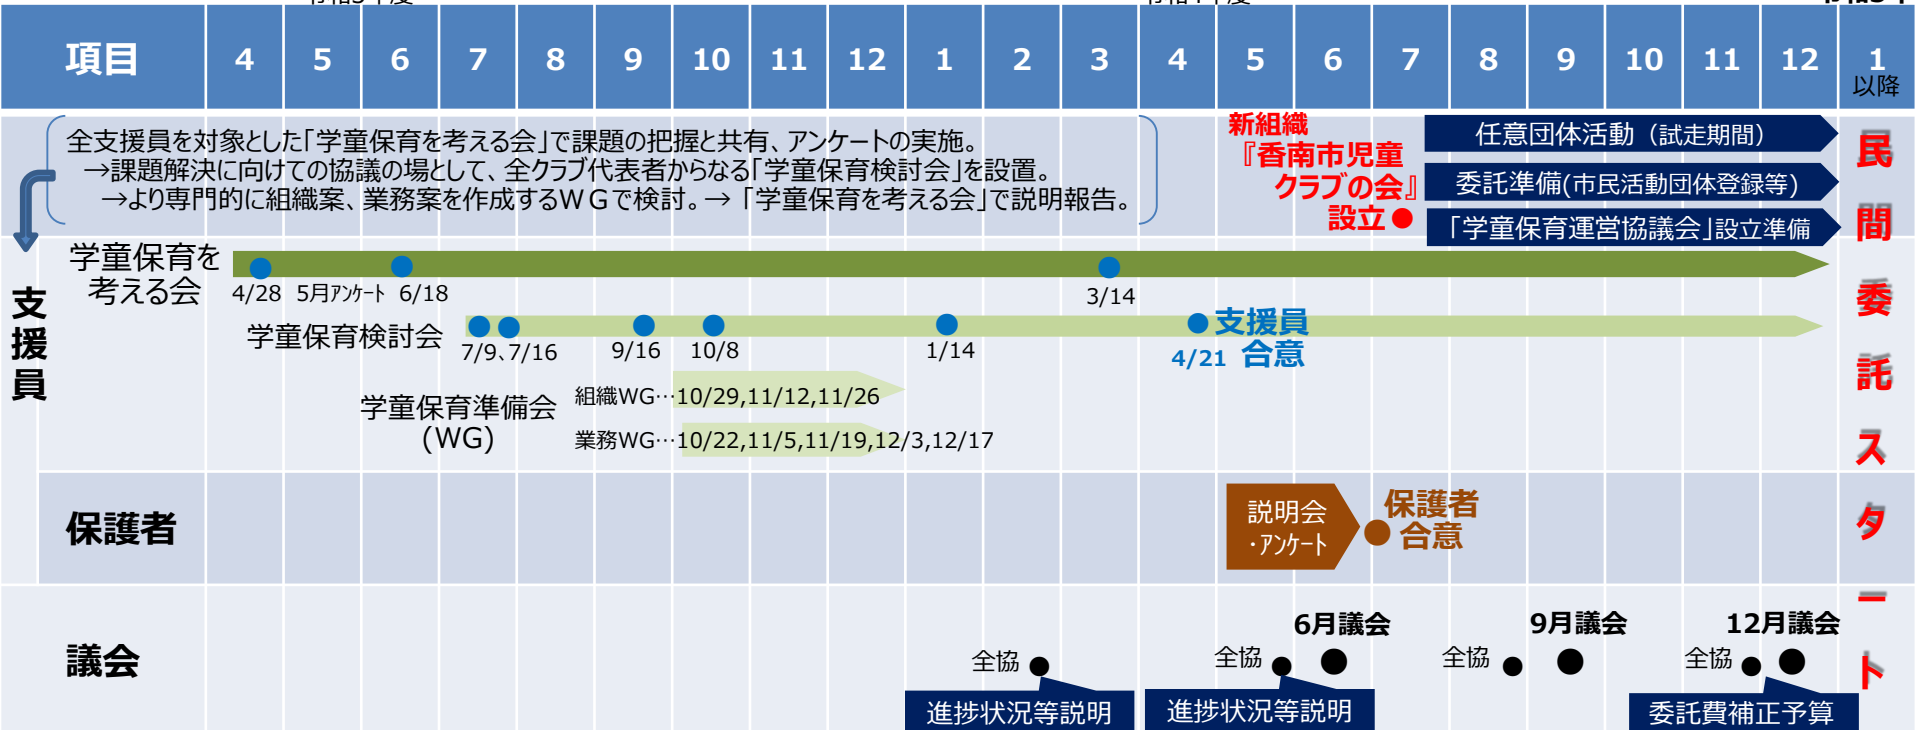 項目 4 5 6 7 8 9 10 11 12 1 2 3 4 5 6 7 8 9 10 11 12 1
以降
全支援員を対象とした「学童保育を考える会」で課題の把握と共有、アンケートの実施。
→課題解決に向けての協議の場として、全クラブ代表者からなる「学童保育検討会」を設置。
→より専門的に組織案、業務案を作成するWGで検討。→「学童保育を考える会」で説明報告。
新組織
『香南市児童
クラブの会』
設立
任意団体活動（試走期間）
委託準備(市民活動団体登録等)
「学童保育運営協議会」設立準備
民間委託スタート
支援員
学童保育を
考える会
4/28 5月アンケート 6/18
3/14
学童保育検討会
7/9、7/16
9/16
10/8
1/14
4/21
支援員
合意
学童保育準備会
(WG)
組織WG…10/29,11/12,11/26
業務WG…10/22,11/5,11/19,12/3,12/17
保護者
説明会
・アンケート
保護者
合意
議会
6月議会
9月議会
12月議会
全協
全協
全協
全協
進捗状況等説明
進捗状況等説明
委託費補正予算